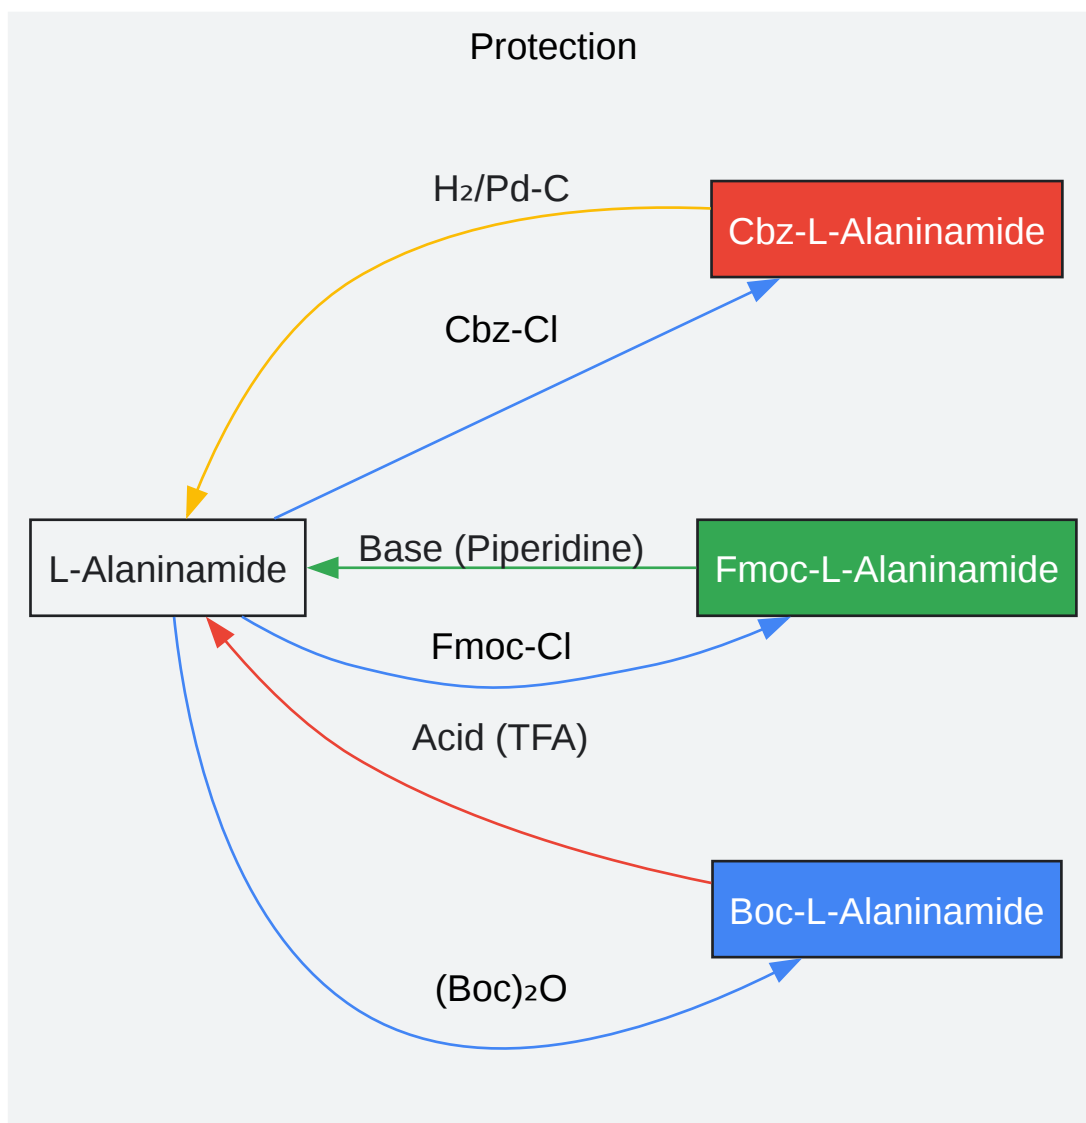 Protection
H₂/Pd-C
Cbz-L-Alaninamide
Cbz-Cl
L-Alaninamide
Base (Piperidine)
Fmoc-L-Alaninamide
Fmoc-Cl
Acid (TFA)
Boc-L-Alaninamide
(Boc)₂O